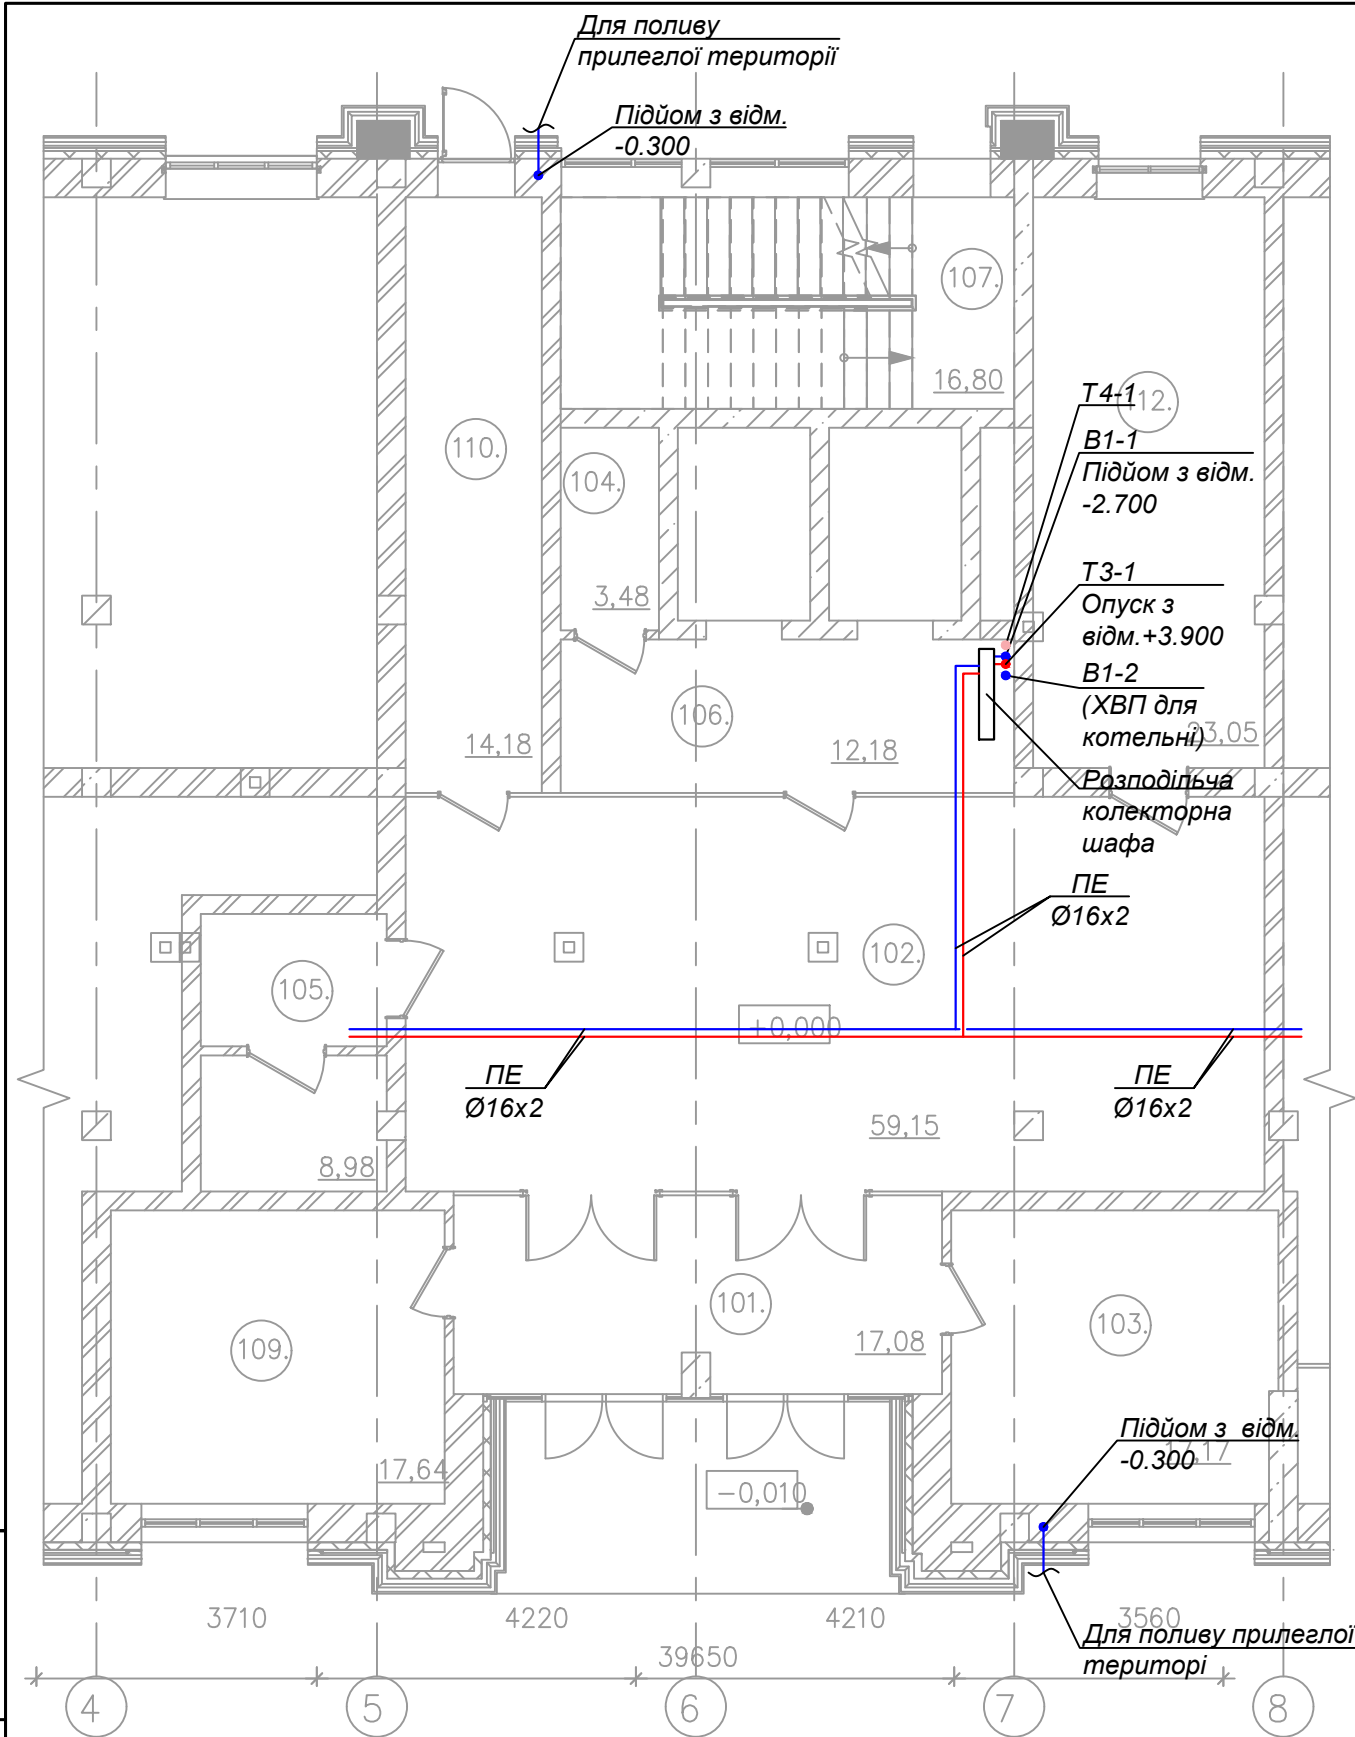 Для поливу
прилеглої території
Підйом з відм.
-0.300
107.
16,80
Т4-1
112.
В1-1
Підйом з відм.
-2.700
110.
104.
Т3-1
Опуск з
відм.+3.900
3,48
В1-2
(ХВП для
котельні)
23,05
106.
14,18
12,18
Розподільча
колекторна
шафа
ПЕ
Ø16х2
102.
105.
+0,000
ПЕ
Ø16х2
ПЕ
Ø16х2
59,15
8,98
101.
109.
103.
17,08
Підйом з відм.
-0.300
17,17
17,64
-0,010
3710
4220
4210
3560
Для поливу прилеглої
територі
39650
4
5
6
7
8